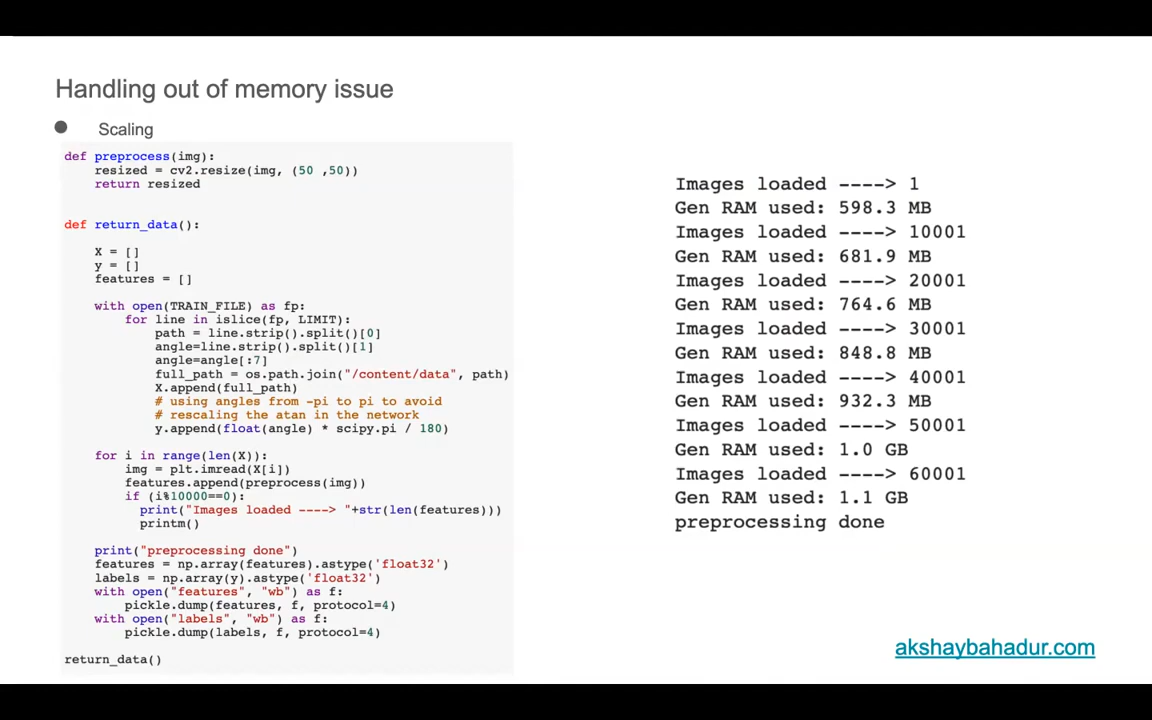 Handling out of memory issue
● Scaling
def preprocess(img):
    resized = cv2.resize(img, (50 ,50))
    return resized
def return_data():
    X = []
    y = []
    features = []
    with open(TRAIN_FILE) as fp:
        for line in islice(fp, LIMIT):
            path = line.strip().split()[0]
            angle=line.strip().split()[1]
            angle=angle[:7]
            full_path = os.path.join("/content/data", path)
            X.append(full_path)
            # using angles from -pi to pi to avoid
            # rescaling the atan in the network
            y.append(float(angle) * scipy.pi / 180)
    for i in range(len(X)):
        img = plt.imread(X[i])
        features.append(preprocess(img))
        if (i%10000==0):
          print("Images loaded ----> "+str(len(features)))
          printm()
    print("preprocessing done")
    features = np.array(features).astype('float32')
    labels = np.array(y).astype('float32')
    with open("features", "wb") as f:
        pickle.dump(features, f, protocol=4)
    with open("labels", "wb") as f:
        pickle.dump(labels, f, protocol=4)
return_data()
Images loaded ----> 1
Gen RAM used: 598.3 MB
Images loaded ----> 10001
Gen RAM used: 681.9 MB
Images loaded ----> 20001
Gen RAM used: 764.6 MB
Images loaded ----> 30001
Gen RAM used: 848.8 MB
Images loaded ----> 40001
Gen RAM used: 932.3 MB
Images loaded ----> 50001
Gen RAM used: 1.0 GB
Images loaded ----> 60001
Gen RAM used: 1.1 GB
preprocessing done
akshaybahadur.com